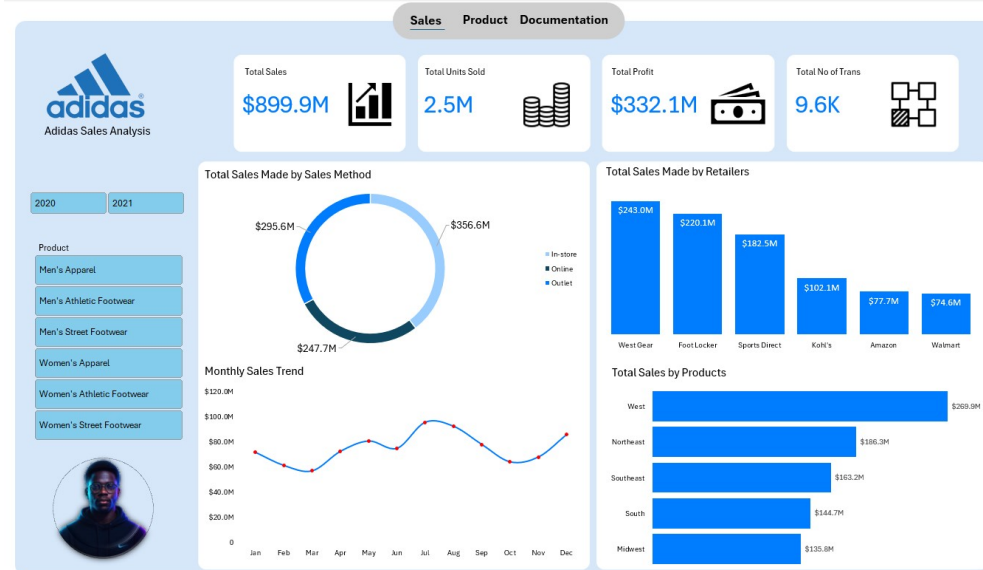 Sales Product Documentation
adidas®
Adidas Sales Analysis
Total Sales
$899.9M
Total Units Sold
2.5M
Total Profit
$332.1M
Total No of Trans
9.6K
2020 2021
Product
Men's Apparel
Men's Athletic Footwear
Men's Street Footwear
Women's Apparel
Women's Athletic Footwear
Women's Street Footwear
Total Sales Made by Sales Method
$295.6M
$356.6M
$247.7M
In-store
Online
Outlet
Total Sales Made by Retailers
$243.0M
$220.1M
$182.5M
$102.1M
$77.7M
$74.6M
West Gear Foot Locker Sports Direct Kohl's Amazon Walmart
Monthly Sales Trend
$120.0M
$100.0M
$80.0M
$60.0M
$40.0M
$20.0M
0
Jan Feb Mar Apr May Jun Jul Aug Sep Oct Nov Dec
Total Sales by Products
West $269.9M
Northeast $186.3M
Southeast $163.2M
South $144.7M
Midwest $135.8M